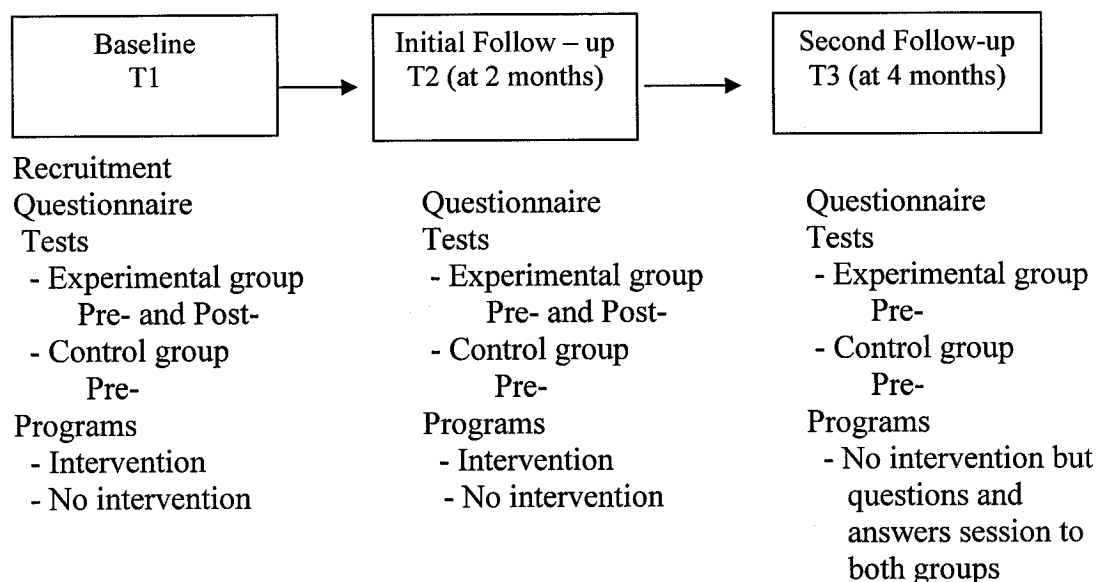 Baseline
T1
Initial Follow – up
T2 (at 2 months)
Second Follow-up
T3 (at 4 months)
Recruitment
Questionnaire
Tests
- Experimental group
Pre- and Post-
- Control group
Pre-
Programs
- Intervention
- No intervention
Questionnaire
Tests
- Experimental group
Pre- and Post-
- Control group
Pre-
Programs
- Intervention
- No intervention
Questionnaire
Tests
- Experimental group
Pre-
- Control group
Pre-
Programs
- No intervention but
questions and
answers session to
both groups